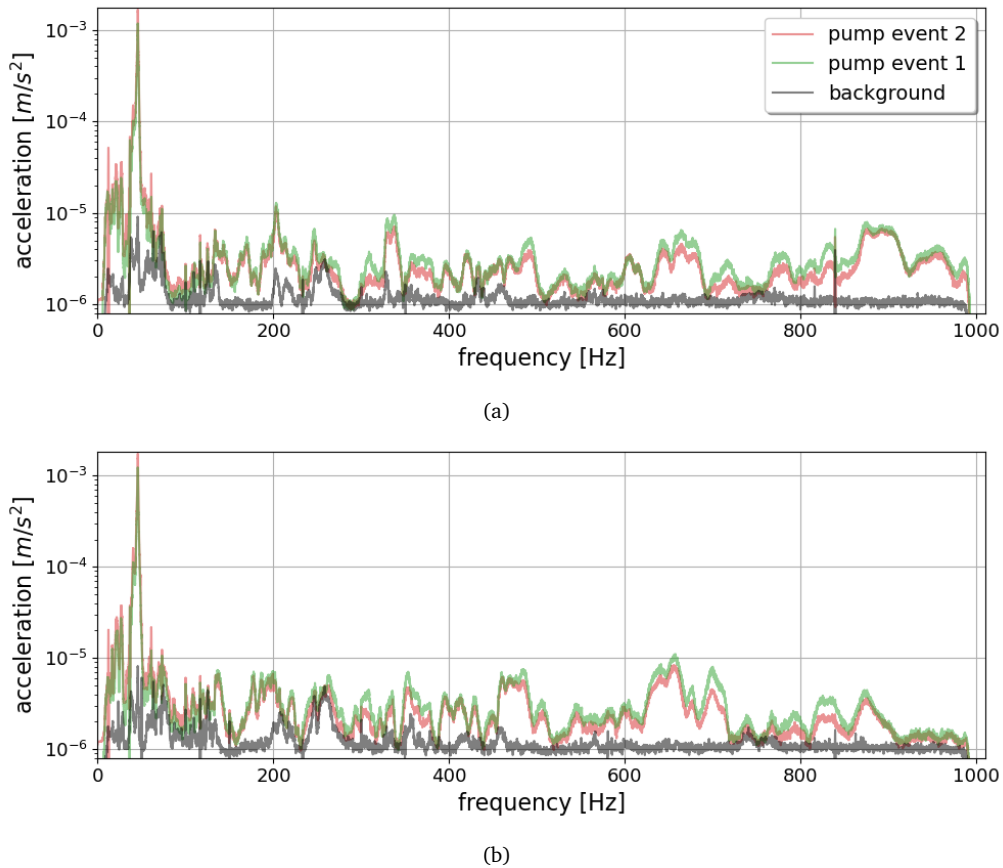 10⁻³
10⁻⁴
10⁻⁵
10⁻⁶
acceleration [m/s²]
pump event 2
pump event 1
background
0 200 400 600 800 1000
frequency [Hz]
(a)
10⁻³
10⁻⁴
10⁻⁵
10⁻⁶
acceleration [m/s²]
0 200 400 600 800 1000
frequency [Hz]
(b)